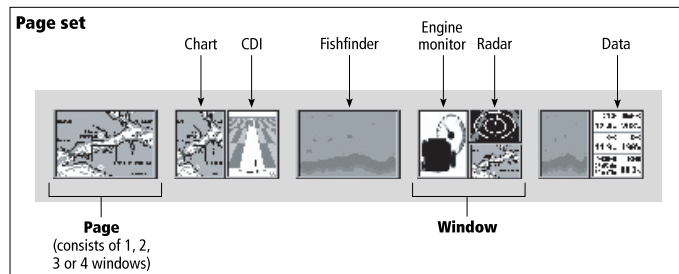 Page set
Chart
CDI
Fishfinder
Engine
monitor
Radar
Data
Page
(consists of 1, 2,
3 or 4 windows)
Window